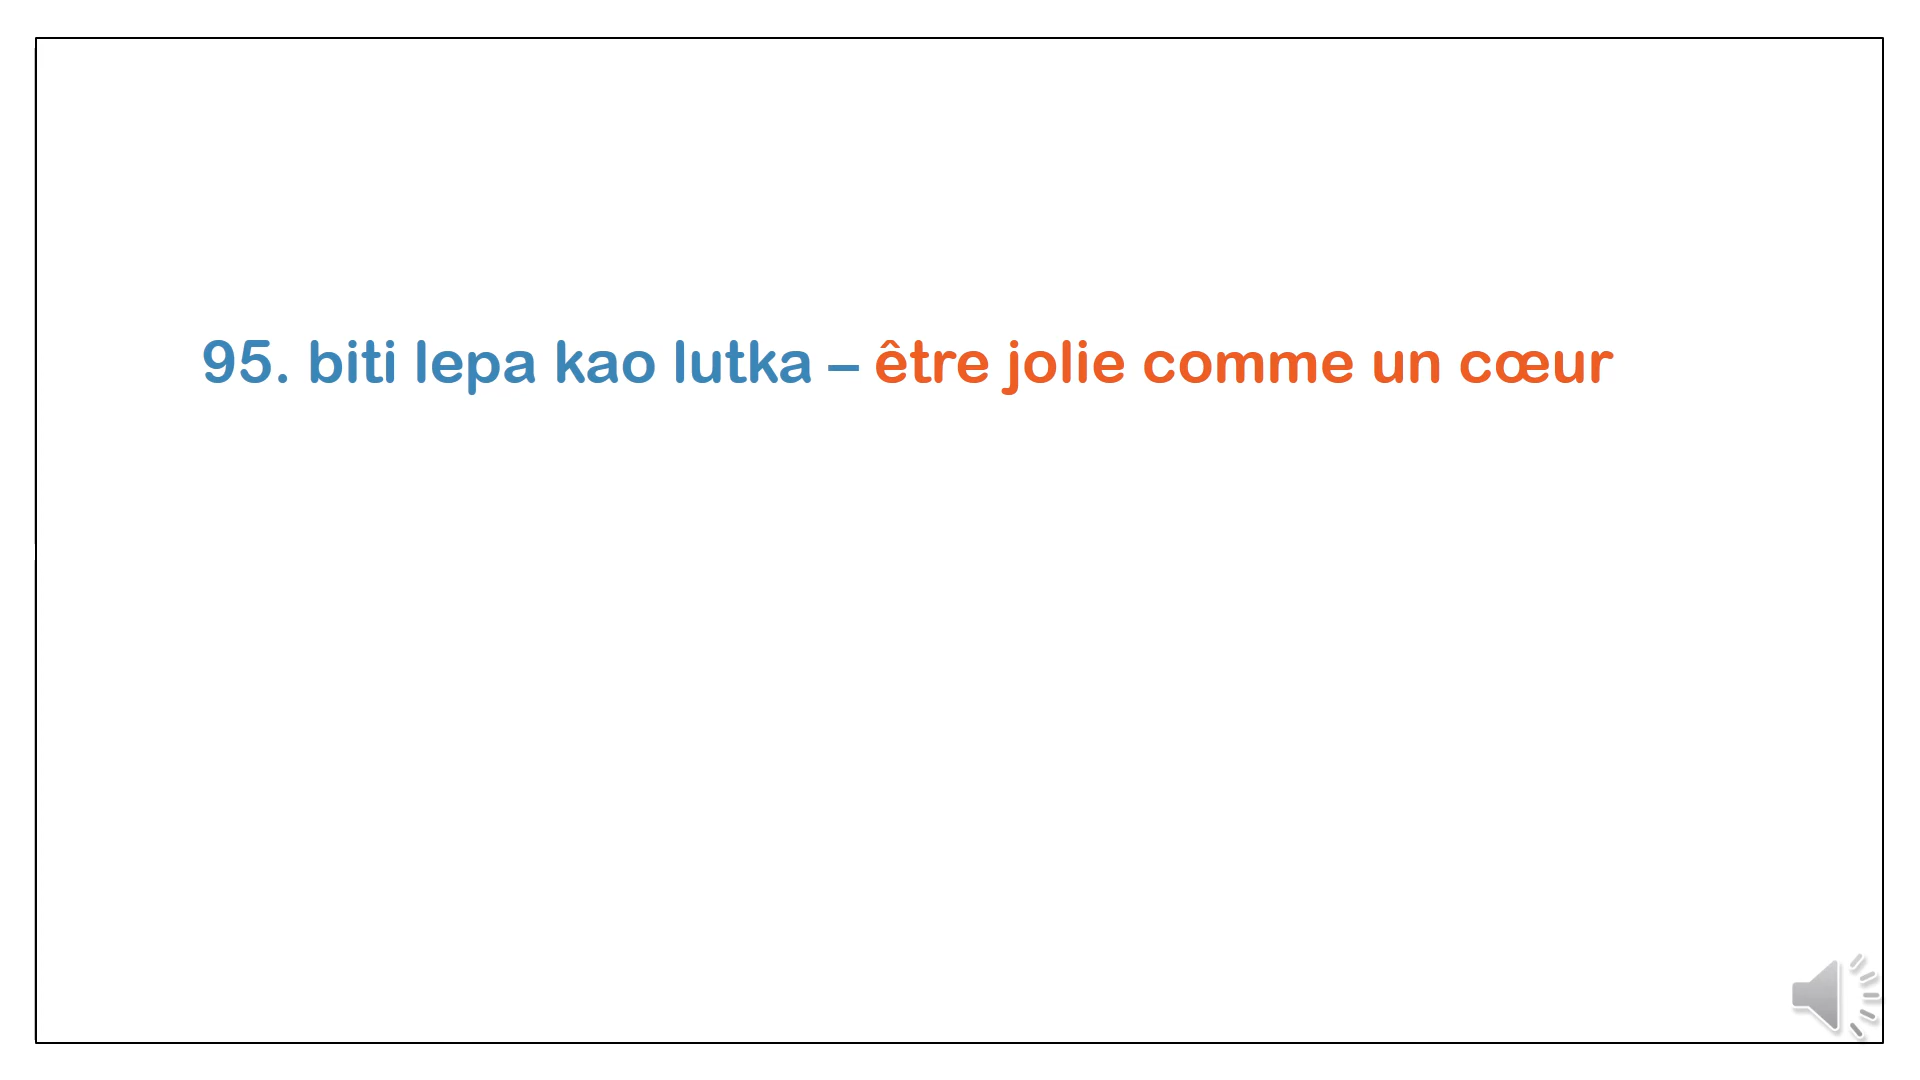 95. biti lepa kao lutka – être jolie comme un cœur